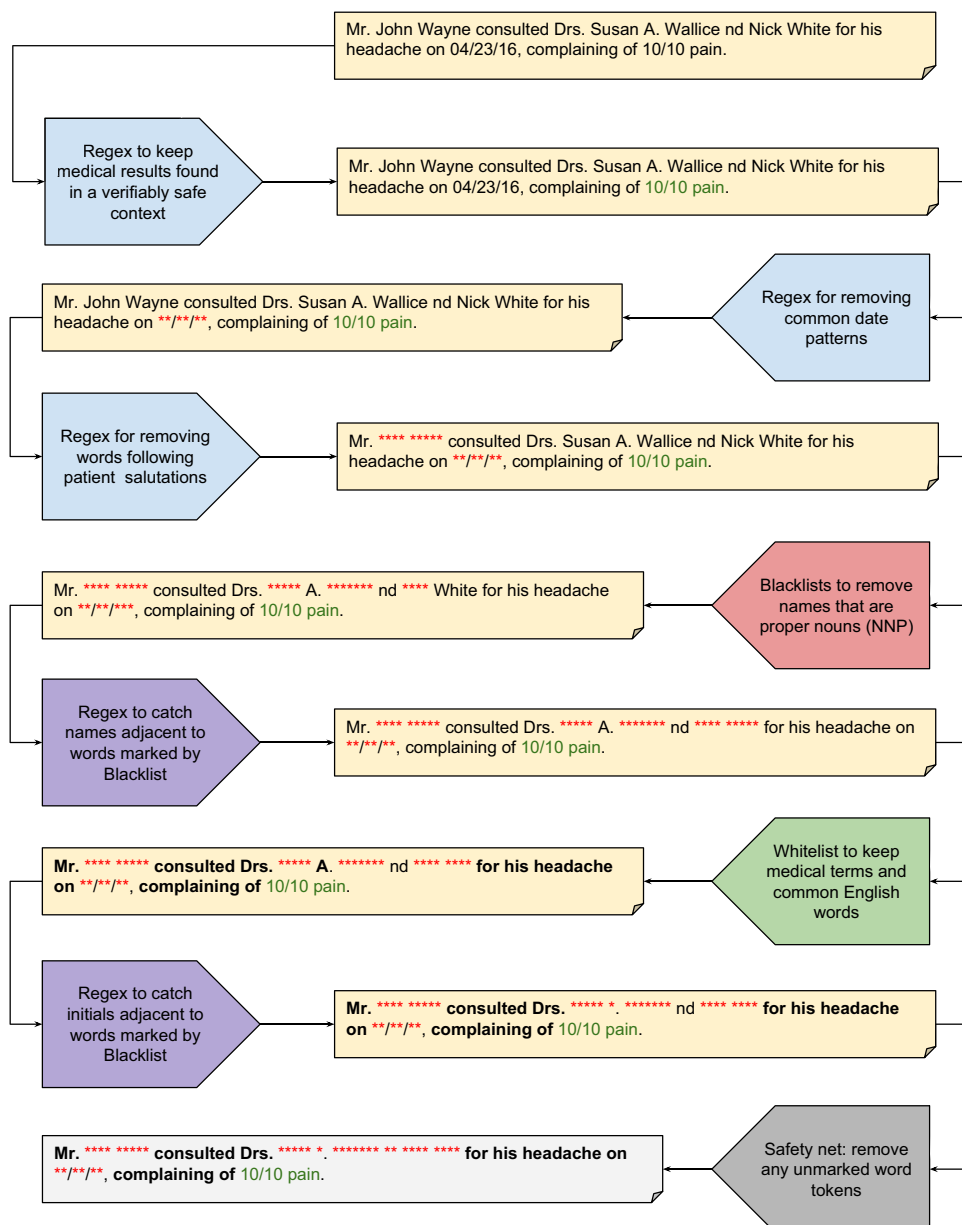 Mr. John Wayne consulted Drs. Susan A. Wallice nd Nick White for his
headache on 04/23/16, complaining of 10/10 pain.
Regex to keep
medical results found
in a verifiably safe
context
Mr. John Wayne consulted Drs. Susan A. Wallice nd Nick White for his
headache on 04/23/16, complaining of 10/10 pain.
Regex for removing
common date
patterns
Mr. John Wayne consulted Drs. Susan A. Wallice nd Nick White for his
headache on **/**/**, complaining of 10/10 pain.
Regex for removing
words following
patient salutations
Mr. **** ***** consulted Drs. Susan A. Wallice nd Nick White for his
headache on **/**/**, complaining of 10/10 pain.
Blacklists to remove
names that are
proper nouns (NNP)
Mr. **** ***** consulted Drs. ***** A. ******* nd **** White for his headache
on **/**/***, complaining of 10/10 pain.
Regex to catch
names adjacent to
words marked by
Blacklist
Mr. **** ***** consulted Drs. ***** A. ******* nd **** ***** for his headache on
**/**/**, complaining of 10/10 pain.
Whitelist to keep
medical terms and
common English
words
Mr. **** ***** consulted Drs. ***** A. ******* nd **** **** for his headache
on **/**/**, complaining of 10/10 pain.
Regex to catch
initials adjacent to
words marked by
Blacklist
Mr. **** ***** consulted Drs. ***** *. ******* nd **** **** for his headache
on **/**/**, complaining of 10/10 pain.
Safety net: remove
any unmarked word
tokens
Mr. **** ***** consulted Drs. ***** *. ******* ** **** **** for his headache on
**/**/**, complaining of 10/10 pain.